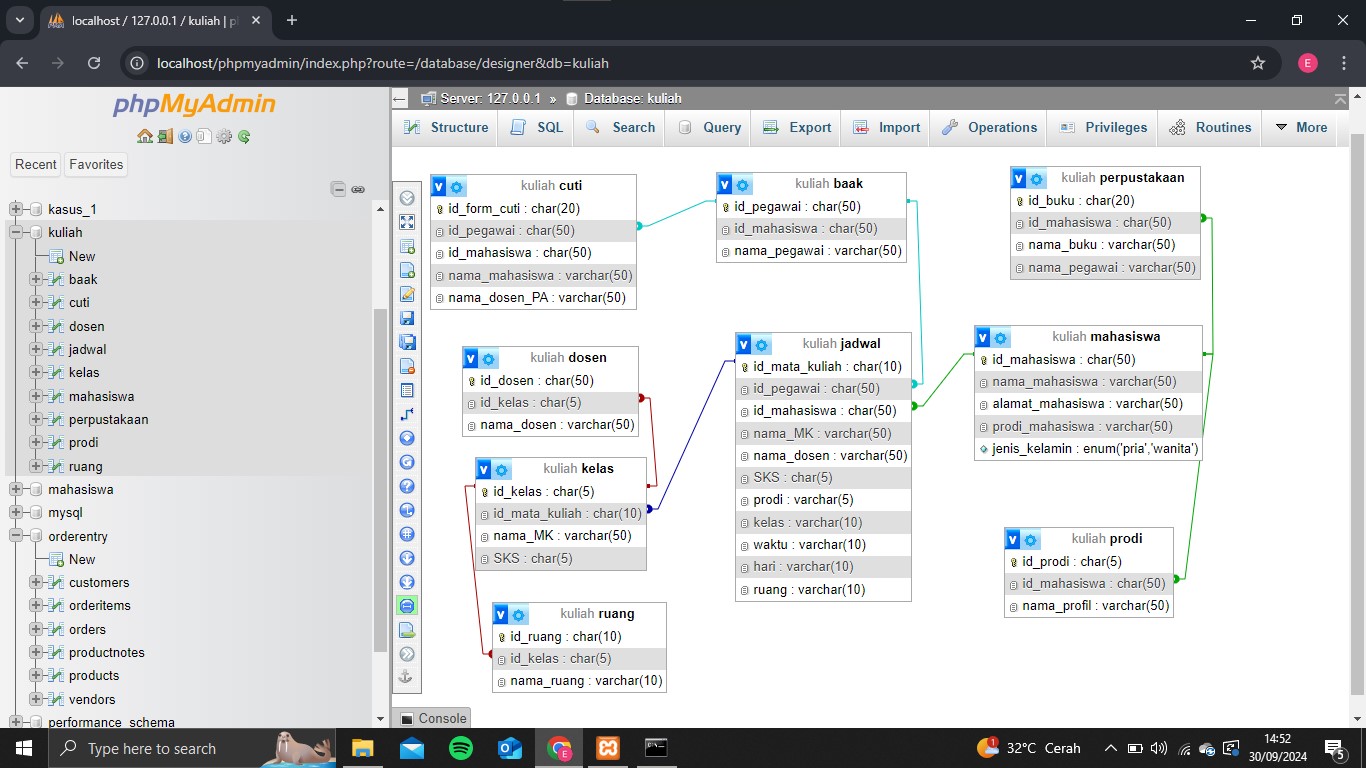 localhost / 127.0.0.1 / kuliah | p
localhost/phpmyadmin/index.php?route=/database/designer&db=kuliah
E
phpMyAdmin
Recent
Favorites
kasus_1
kuliah
New
baak
cuti
dosen
jadwal
kelas
mahasiswa
perpustakaan
prodi
ruang
mahasiswa
mysql
orderentry
New
customers
orderitems
orders
productnotes
products
vendors
performance_schema
Server: 127.0.0.1 » Database: kuliah
Structure
SQL
Search
Query
Export
Import
Operations
Privileges
Routines
More
V kuliah cuti
id_form_cuti : char(20)
id_pegawai : char(50)
id_mahasiswa : char(50)
nama_mahasiswa : varchar(50)
nama_dosen_PA : varchar(50)
V kuliah baak
id_pegawai : char(50)
id_mahasiswa : char(50)
nama_pegawai : varchar(50)
V kuliah perpustakaan
id_buku : char(20)
id_mahasiswa : char(50)
nama_buku : varchar(50)
nama_pegawai : varchar(50)
V kuliah dosen
id_dosen : char(50)
id_kelas : char(5)
nama_dosen : varchar(50)
V kuliah jadwal
id_mata_kuliah : char(10)
id_pegawai : char(50)
id_mahasiswa : char(50)
nama_MK : varchar(50)
nama_dosen : varchar(50)
SKS : char(5)
prodi : varchar(5)
kelas : varchar(10)
waktu : varchar(10)
hari : varchar(10)
ruang : varchar(10)
V kuliah mahasiswa
id_mahasiswa : char(50)
nama_mahasiswa : varchar(50)
alamat_mahasiswa : varchar(50)
prodi_mahasiswa : varchar(50)
jenis_kelamin : enum('pria','wanita')
V kuliah kelas
id_kelas : char(5)
id_mata_kuliah : char(10)
nama_MK : varchar(50)
SKS : char(5)
V kuliah prodi
id_prodi : char(5)
id_mahasiswa : char(50)
nama_profil : varchar(50)
V kuliah ruang
id_ruang : char(10)
id_kelas : char(5)
nama_ruang : varchar(10)
Console
Type here to search
1
32°C Cerah
14:52
30/09/2024
5